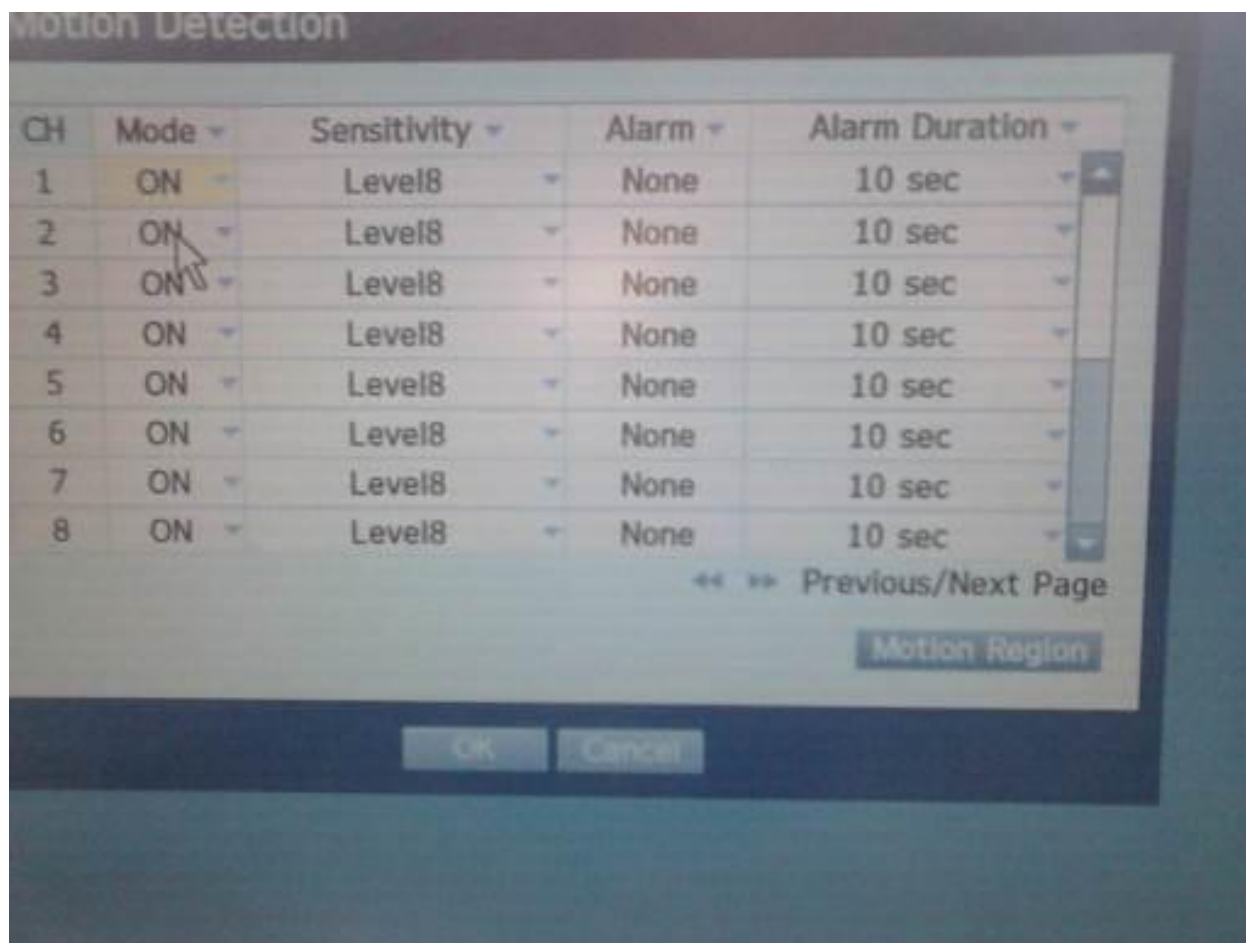 Motion Detection
CH Mode Sensitivity Alarm Alarm Duration
1 ON Level8 None 10 sec
2 ON Level8 None 10 sec
3 ON Level8 None 10 sec
4 ON Level8 None 10 sec
5 ON Level8 None 10 sec
6 ON Level8 None 10 sec
7 ON Level8 None 10 sec
8 ON Level8 None 10 sec
Previous/Next Page
Motion Region
OK Cancel